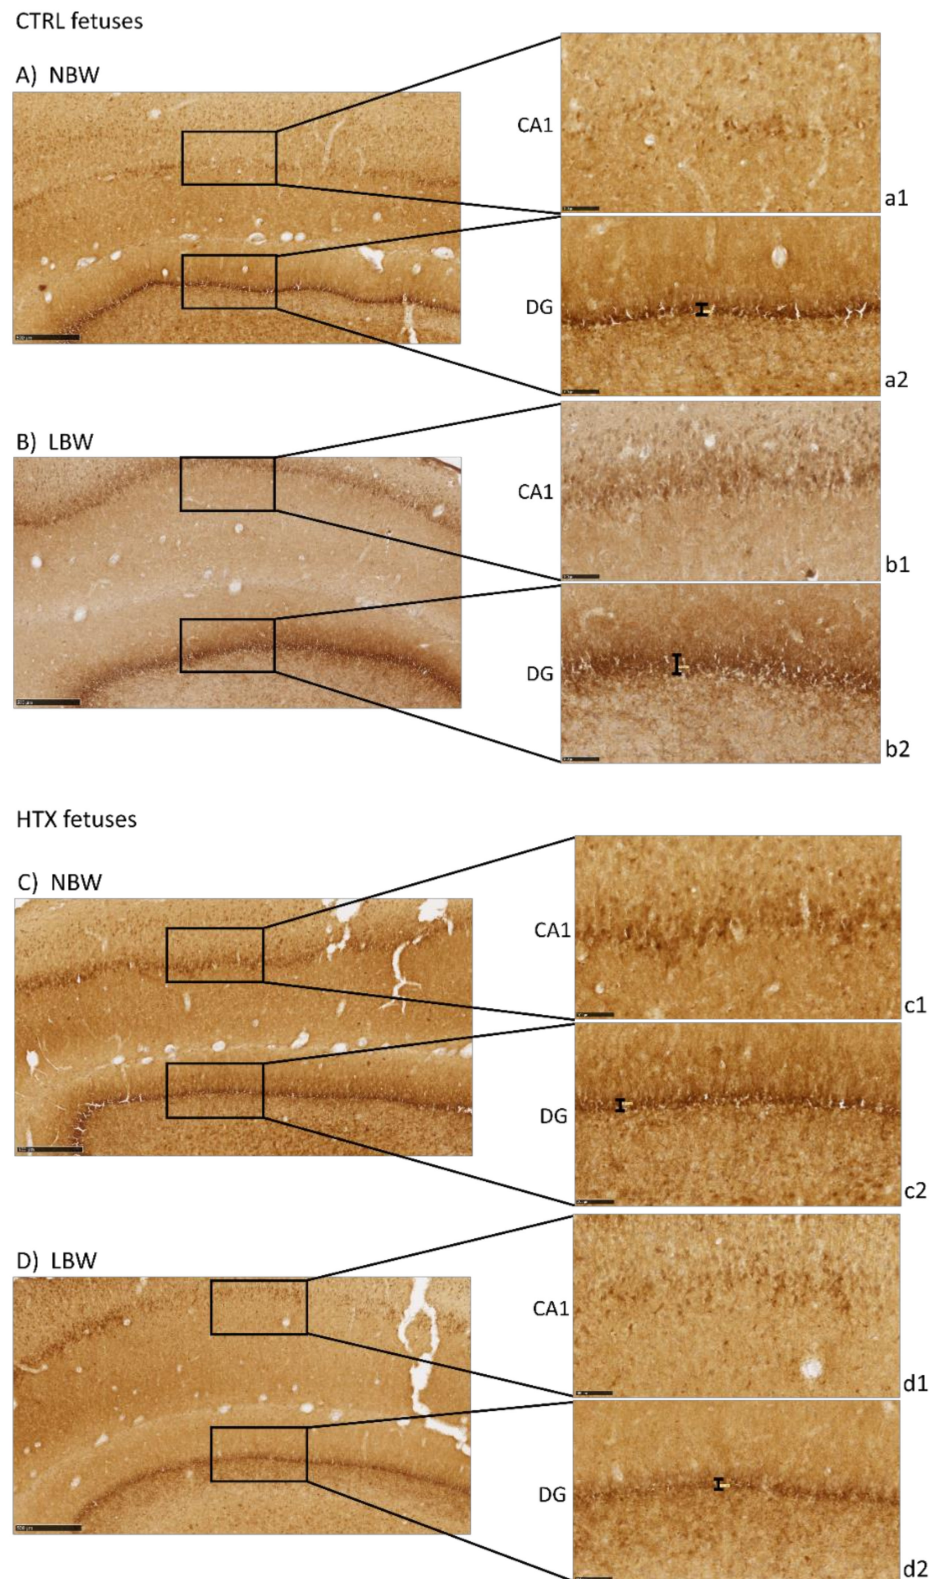 CTRL fetuses
A) NBW
CA1
a1
DG
a2
B) LBW
CA1
b1
DG
b2
HTX fetuses
C) NBW
CA1
c1
DG
c2
D) LBW
CA1
d1
DG
d2